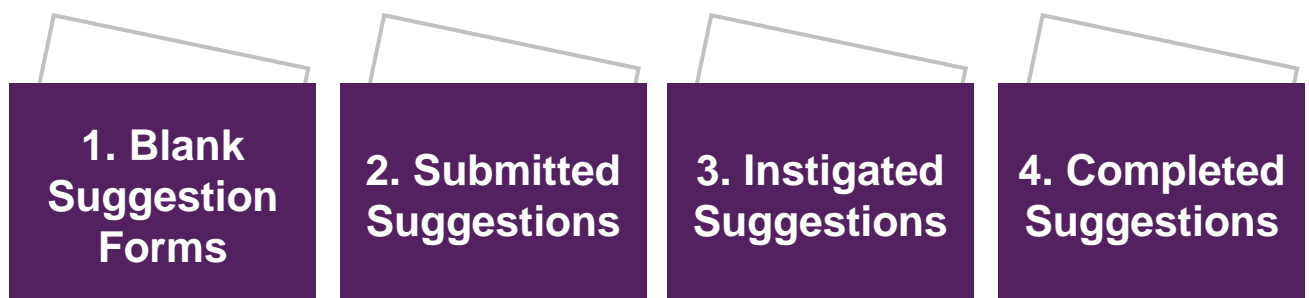 1. Blank
Suggestion
Forms
2. Submitted
Suggestions
3. Instigated
Suggestions
4. Completed
Suggestions